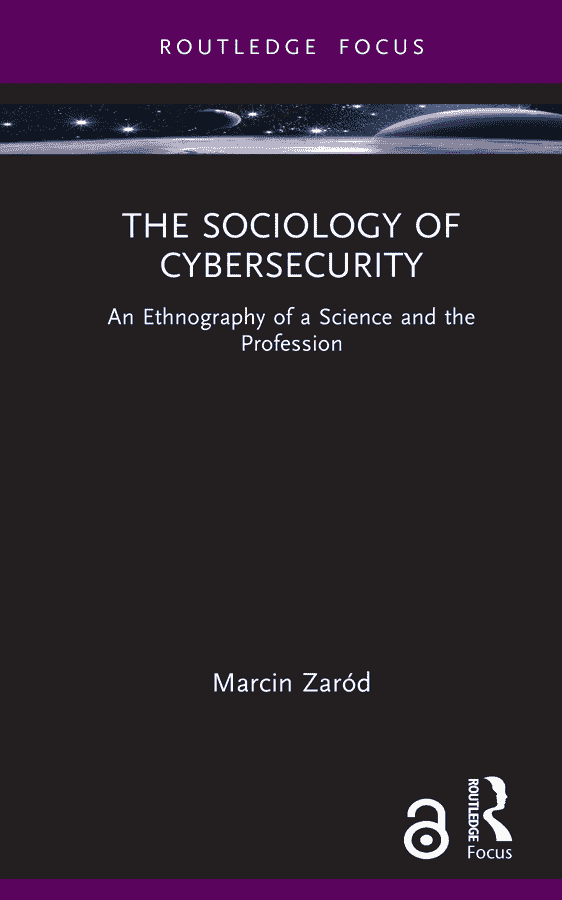 ROUTLEDGE FOCUS
THE SOCIOLOGY OF
CYBERSECURITY
An Ethnography of a Science and the
Profession
Marcin Zaród
ROUTLEDGE
Focus